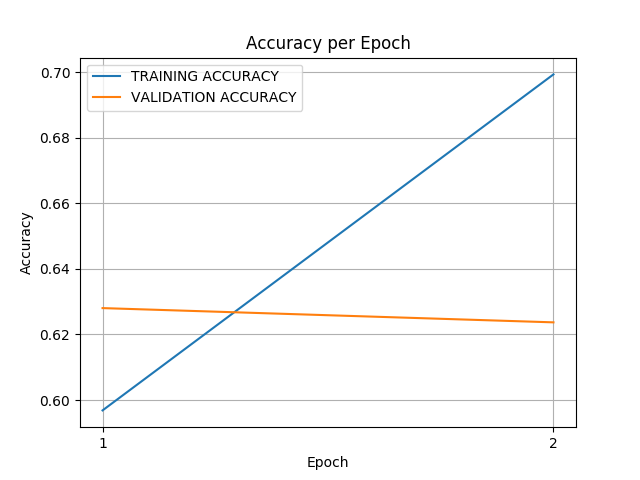 Accuracy per Epoch
TRAINING ACCURACY
VALIDATION ACCURACY
0.70
0.68
0.66
0.64
0.62
0.60
Accuracy
1
2
Epoch